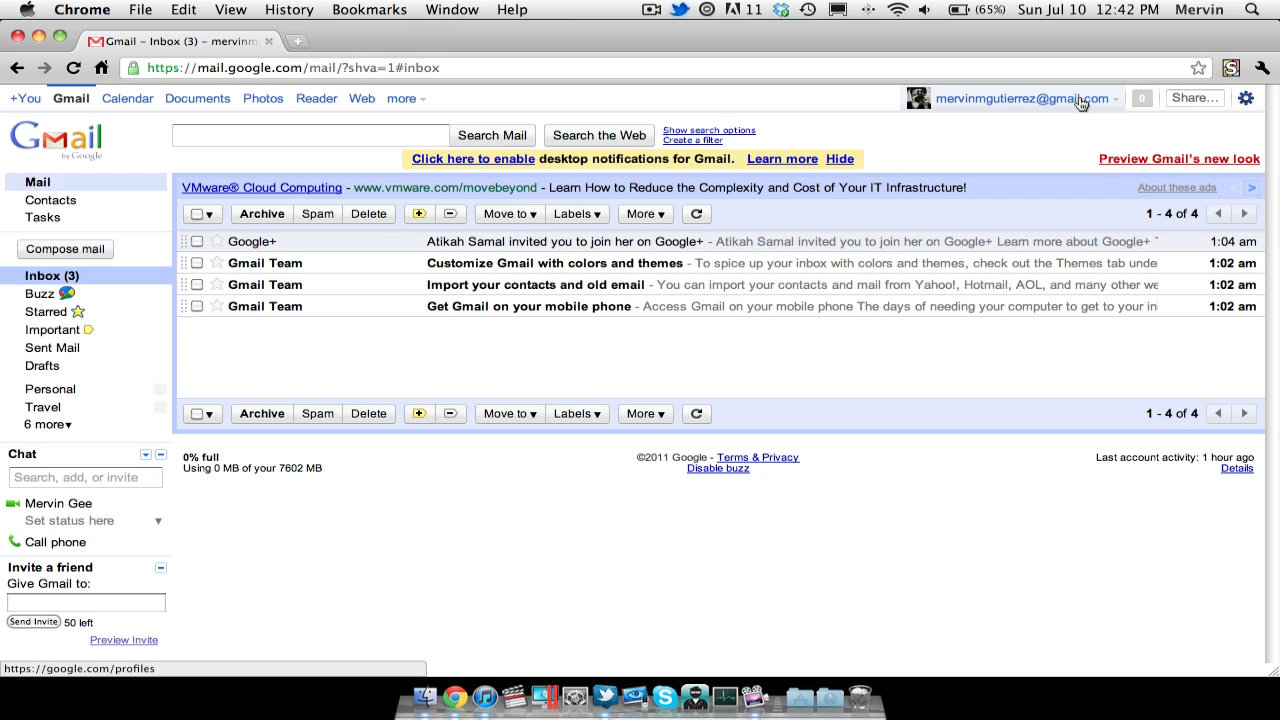 Chrome File Edit View History Bookmarks Window Help 11 (65%) Sun Jul 10 12:42 PM Mervin
Gmail – Inbox (3) – mervinm
https://mail.google.com/mail/?shva=1#inbox
+You Gmail Calendar Documents Photos Reader Web more mervinmgutierrez@gmail.com 0 Share...
Gmail by Google
Search Mail Search the Web Show search options
Create a filter
Click here to enable desktop notifications for Gmail. Learn more Hide
Preview Gmail's new look
Mail
Contacts
Tasks
Compose mail
Inbox (3)
Buzz
Starred
Important
Sent Mail
Drafts
Personal
Travel
6 more▾
VMware® Cloud Computing - www.vmware.com/movebeyond - Learn How to Reduce the Complexity and Cost of Your IT Infrastructure! About these ads < >
Archive Spam Delete Move to ▾ Labels ▾ More ▾ 1 - 4 of 4
Google+ Atikah Samal invited you to join her on Google+ - Atikah Samal invited you to join her on Google+ Learn more about Google+ 1:04 am
Gmail Team Customize Gmail with colors and themes - To spice up your inbox with colors and themes, check out the Themes tab unde 1:02 am
Gmail Team Import your contacts and old email - You can import your contacts and mail from Yahoo!, Hotmail, AOL, and many other we 1:02 am
Gmail Team Get Gmail on your mobile phone - Access Gmail on your mobile phone The days of needing your computer to get to your in 1:02 am
Archive Spam Delete Move to ▾ Labels ▾ More ▾ 1 - 4 of 4
Chat
Search, add, or invite
Mervin Gee
Set status here
Call phone
Invite a friend
Give Gmail to:
Send Invite 50 left
Preview Invite
0% full
Using 0 MB of your 7602 MB
©2011 Google - Terms & Privacy
Disable buzz
Last account activity: 1 hour ago
Details
https://google.com/profiles